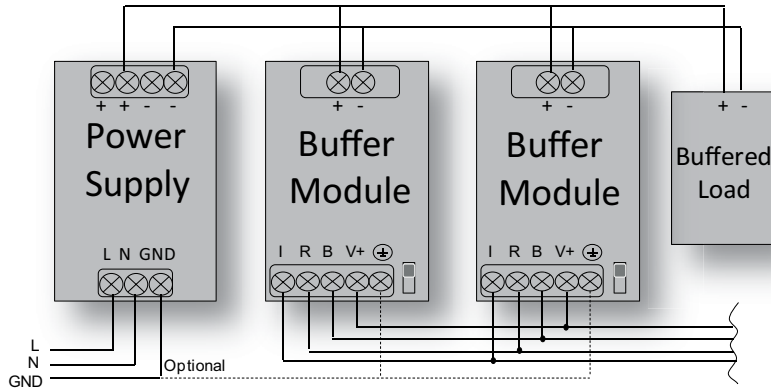 + + - -
Power
Supply
L N GND
+ -
Buffer
Module
I R B V+
+ -
Buffer
Module
I R B V+
+ -
Buffered
Load
L
N
GND
Optional